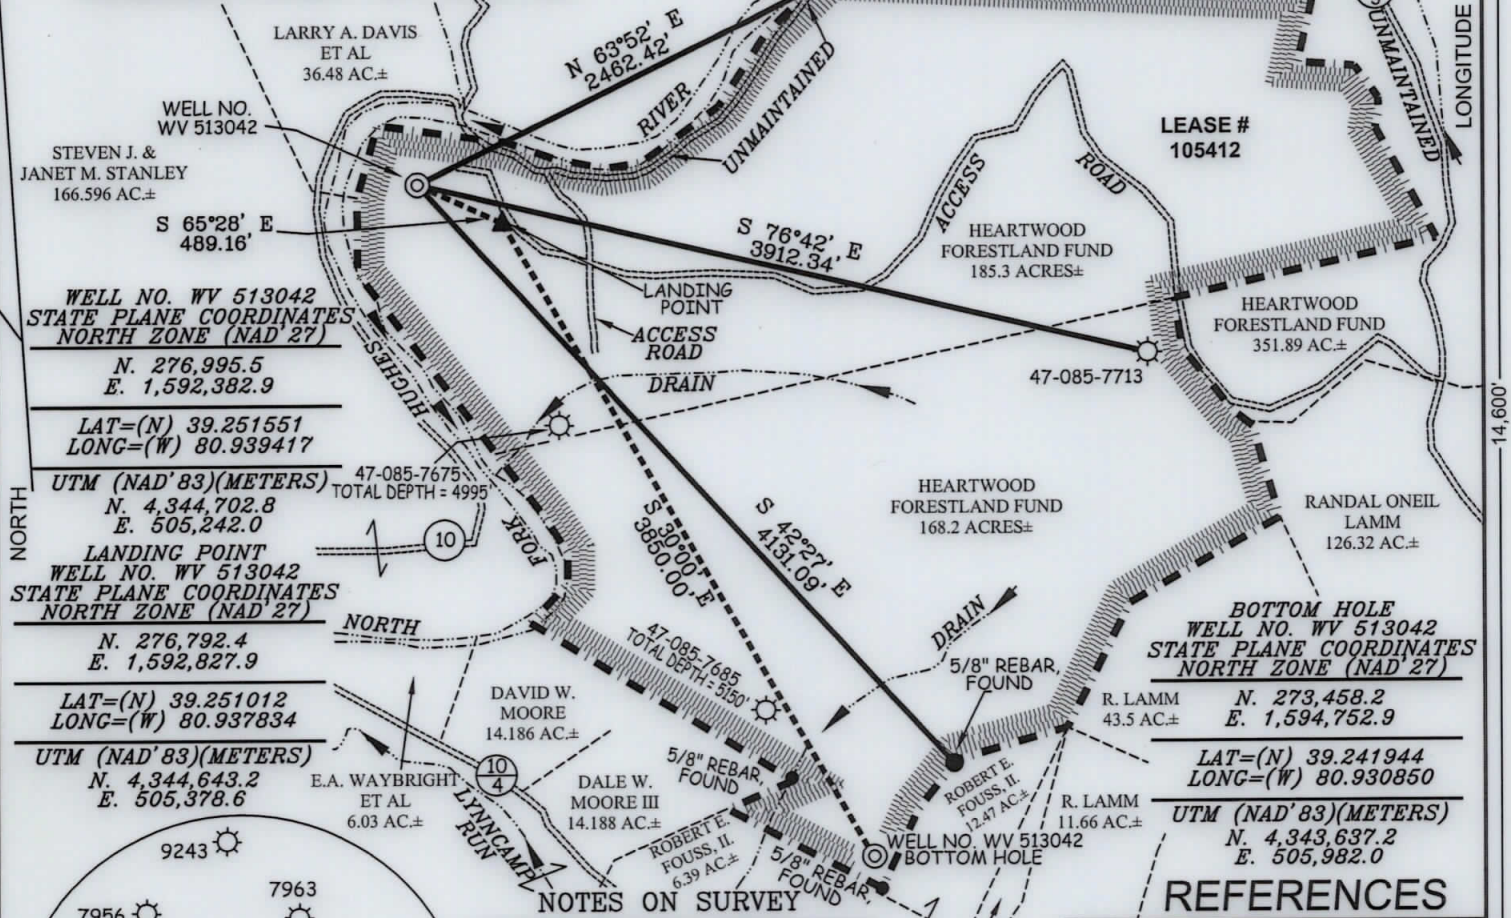 LARRY A. DAVIS
ET AL
36.48 AC.±
WELL NO.
WV 513042
STEVEN J. &
JANET M. STANLEY
166.596 AC.±
S 65°28' E
489.16'
N 63°52' E
2462.42'
RIVER
UNMAINTAINED
UNMAINTAINED
LONGITUDE
LEASE #
105412
ACCESS
ROAD
S 76°42' E
3912.34'
HEARTWOOD
FORESTLAND FUND
185.3 ACRES±
HEARTWOOD
FORESTLAND FUND
351.89 AC.±
LANDING
POINT
ACCESS
ROAD
DRAIN
47-085-7713
14,600'
WELL NO. WV 513042
STATE PLANE COORDINATES
NORTH ZONE (NAD'27)
N. 276,995.5
E. 1,592,382.9
LAT=(N) 39.251551
LONG=(W) 80.939417
UTM (NAD'83)(METERS)
N. 4,344,702.8
E. 505,242.0
HUGHES
FORK
47-085-7675
TOTAL DEPTH = 4995'
10
NORTH
LANDING POINT
WELL NO. WV 513042
STATE PLANE COORDINATES
NORTH ZONE (NAD'27)
N. 276,792.4
E. 1,592,827.9
LAT=(N) 39.251012
LONG=(W) 80.937834
UTM (NAD'83)(METERS)
N. 4,344,643.2
E. 505,378.6
NORTH
S 30°00' E
3850.00'
S 42°27' E
4131.09'
HEARTWOOD
FORESTLAND FUND
168.2 ACRES±
RANDAL ONEIL
LAMM
126.32 AC.±
DRAIN
47-085-7685
TOTAL DEPTH = 5150'
5/8" REBAR,
FOUND
DAVID W.
MOORE
14.186 AC.±
R. LAMM
43.5 AC.±
BOTTOM HOLE
WELL NO. WV 513042
STATE PLANE COORDINATES
NORTH ZONE (NAD'27)
N. 273,458.2
E. 1,594,752.9
LAT=(N) 39.241944
LONG=(W) 80.930850
UTM (NAD'83)(METERS)
N. 4,343,637.2
E. 505,982.0
E.A. WAYBRIGHT
ET AL
6.03 AC.±
10
4
LYNNCAMP
RUN
DALE W.
MOORE III
14.188 AC.±
5/8" REBAR,
FOUND
ROBERT E.
FOUSS, II.
12.47 AC.±
R. LAMM
11.66 AC.±
ROBERT E.
FOUSS, II.
6.39 AC.±
5/8" REBAR,
FOUND
WELL NO. WV 513042
BOTTOM HOLE
9243
7963
7956
NOTES ON SURVEY
REFERENCES